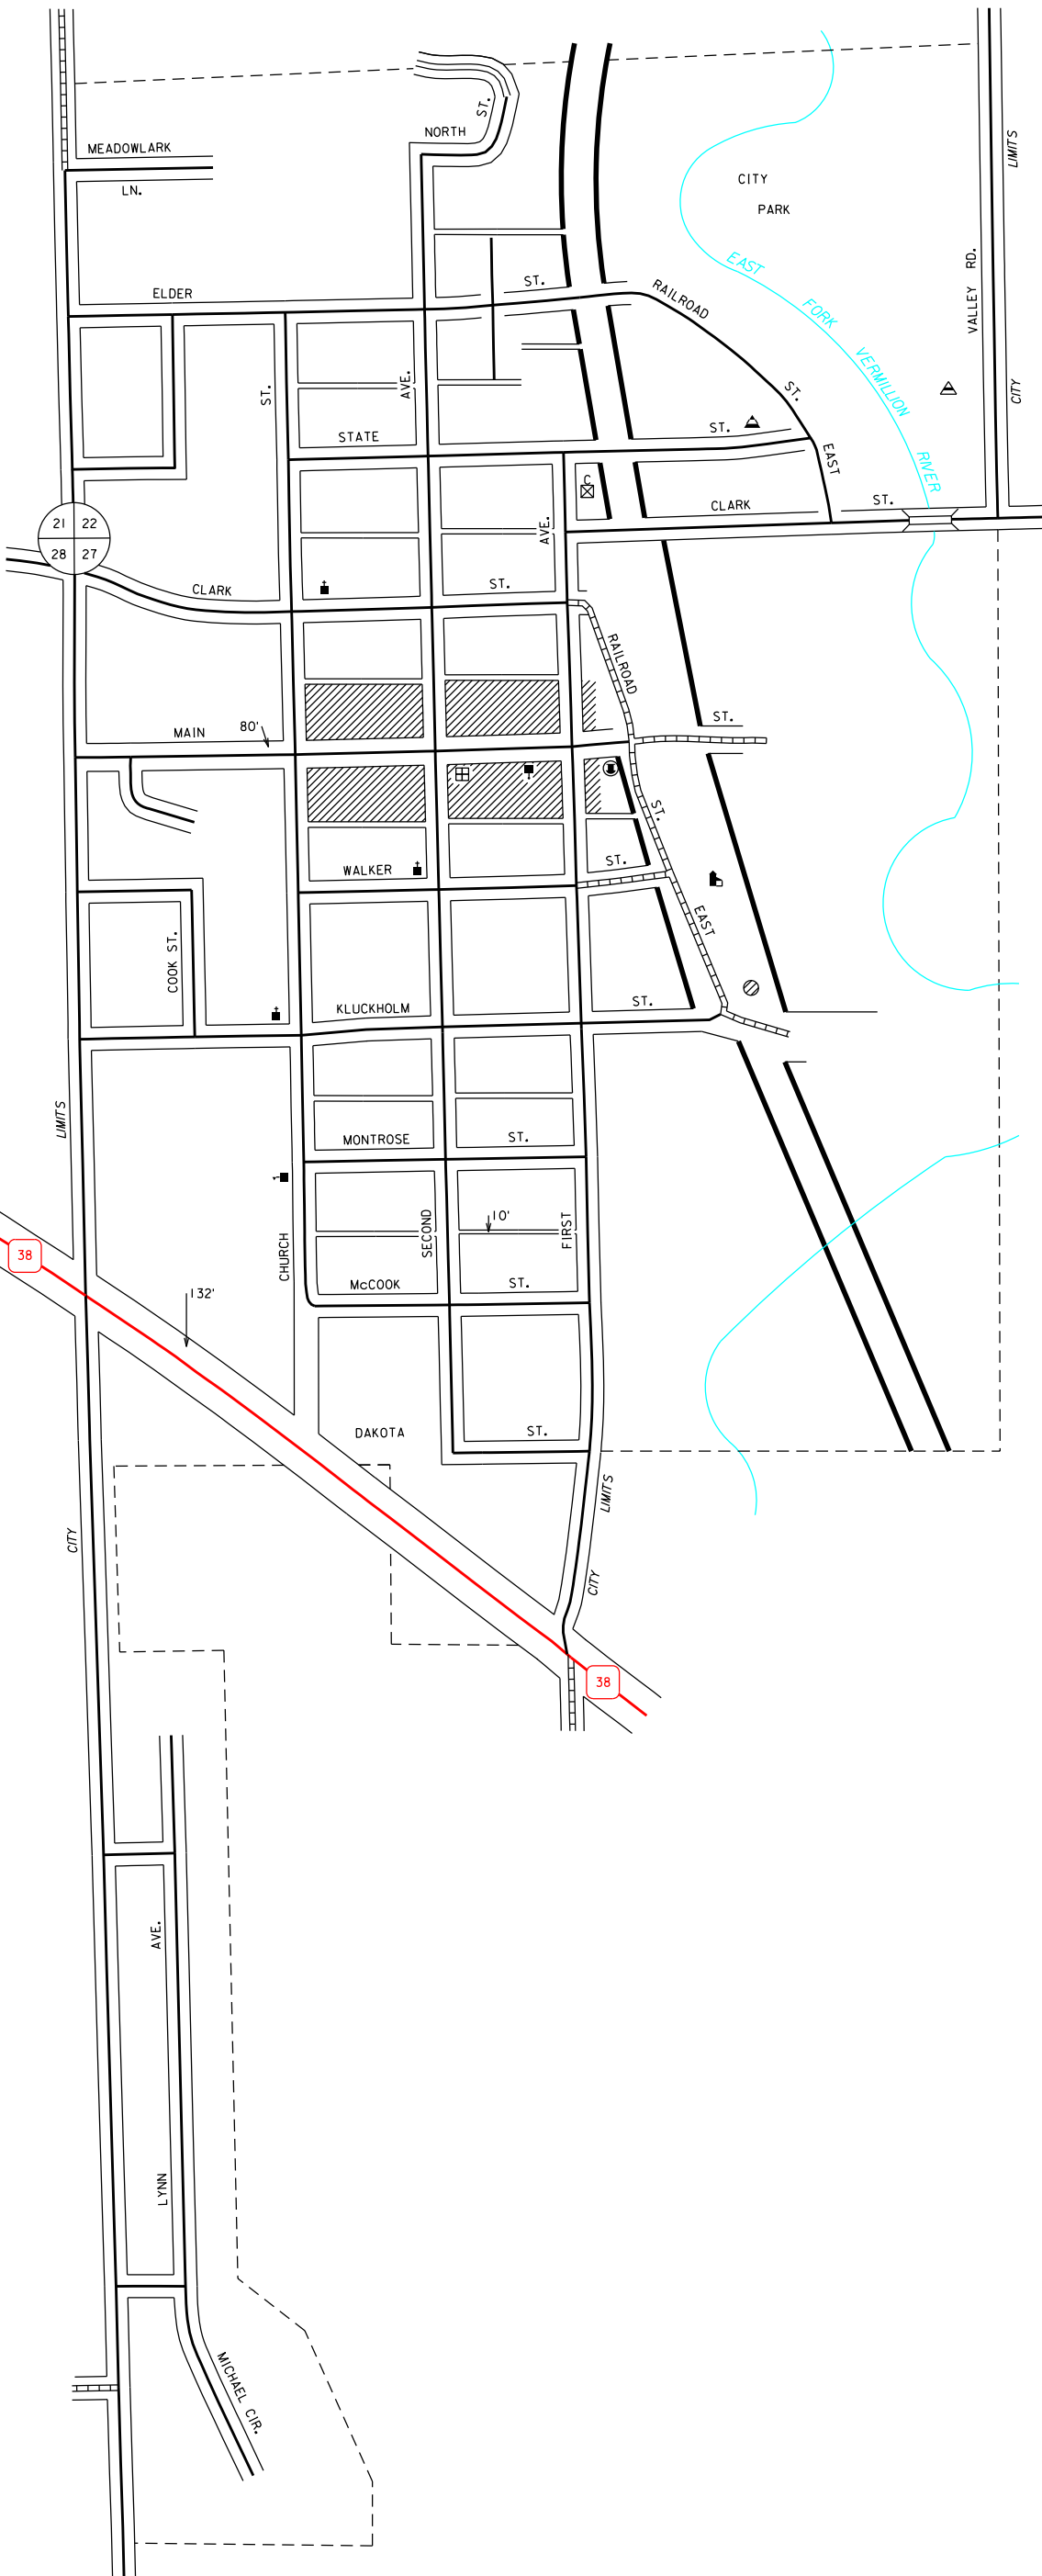 MEADOWLARK
LN.
NORTH
ST.
CITY
PARK
LIMITS
VALLEY RD.
CITY
EAST
FORK
VERMILLION
RIVER
ELDER
ST.
RAILROAD
ST.
EAST
ST.
AVE.
STATE
ST.
C
CLARK
ST.
AVE.
21 22
28 27
CLARK
ST.
RAILROAD
ST.
EAST
MAIN
80'
ST.
WALKER
ST.
COOK ST.
KLUCKHOLM
ST.
LIMITS
MONTROSE
ST.
CHURCH
SECOND
10'
FIRST
38
132'
McCOOK
ST.
DAKOTA
ST.
LIMITS
CITY
CITY
38
AVE.
LYNN
MICHAEL CIR.